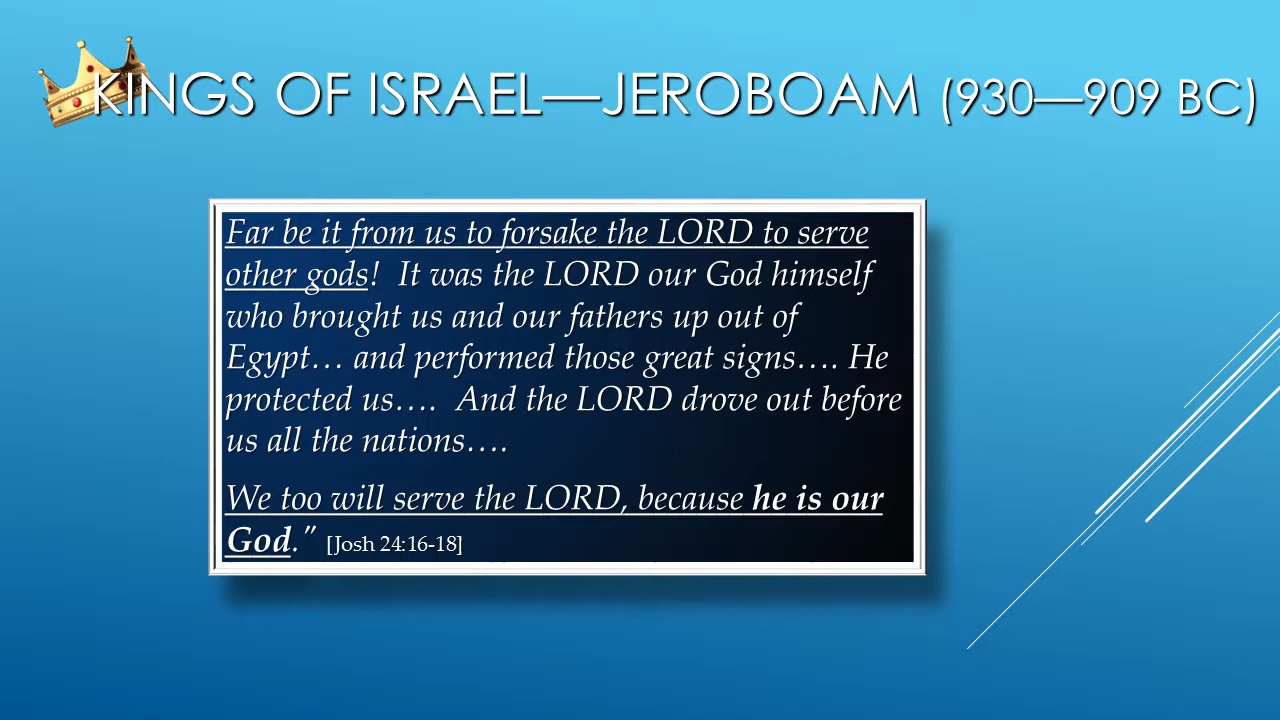 KINGS OF ISRAEL—JEROBOAM (930—909 BC)
Far be it from us to forsake the LORD to serve
other gods!  It was the LORD our God himself
who brought us and our fathers up out of
Egypt… and performed those great signs…. He
protected us….  And the LORD drove out before
us all the nations….
We too will serve the LORD, because he is our
God." [Josh 24:16-18]